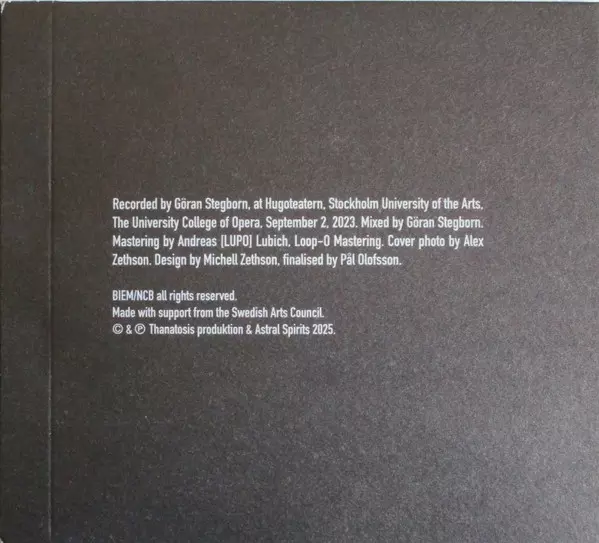 Recorded by Göran Stegborn, at Hugoteatern, Stockholm University of the Arts,
The University College of Opera, September 2, 2023. Mixed by Göran Stegborn.
Mastering by Andreas [LUPO] Lubich, Loop-O Mastering. Cover photo by Alex
Zethson. Design by Michell Zethson, finalised by Pål Olofsson.
BIEM/NCB all rights reserved.
Made with support from the Swedish Arts Council.
© & ℗ Thanatosis produktion & Astral Spirits 2025.